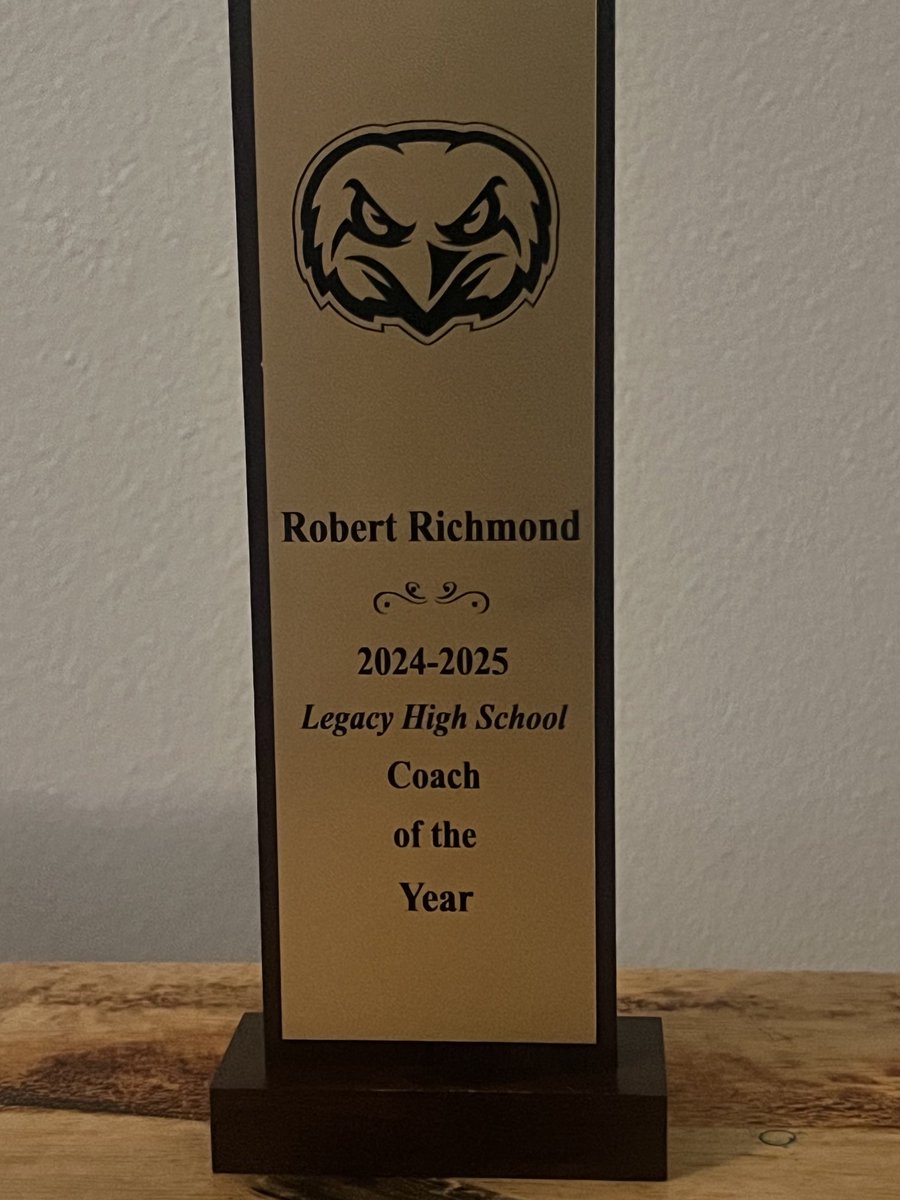 Robert Richmond
2024-2025
Legacy High School
Coach
of the
Year